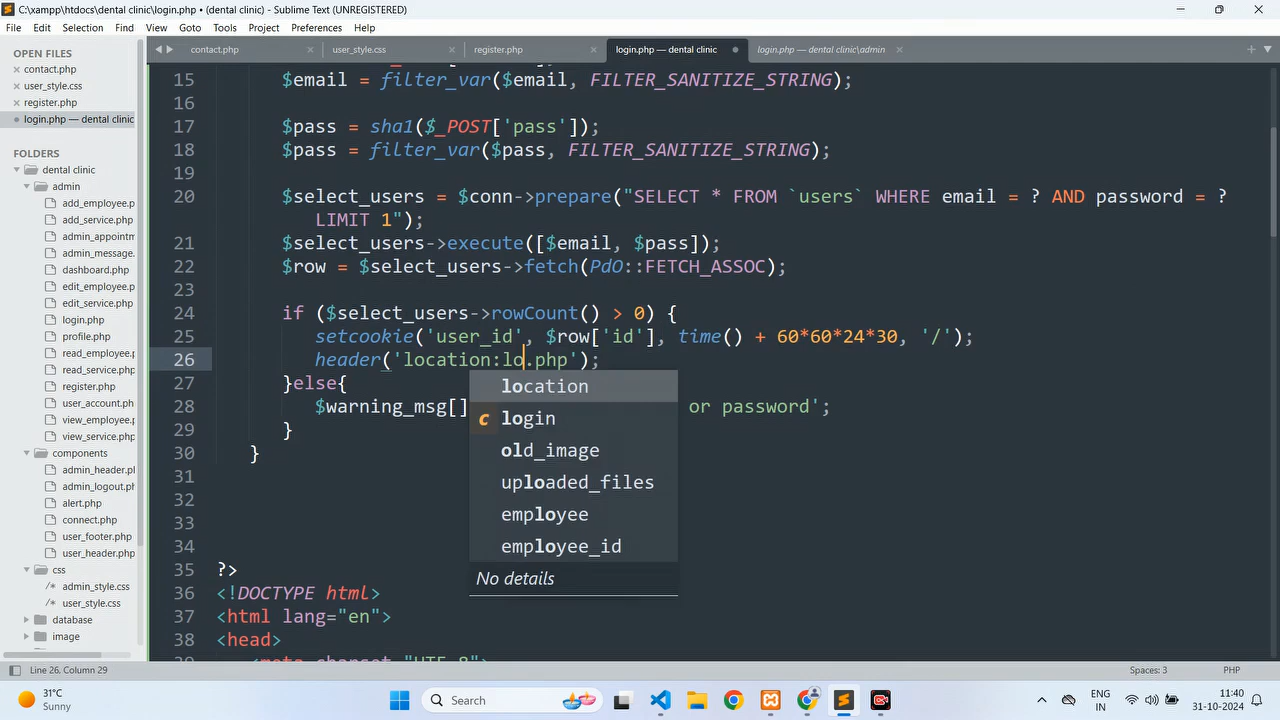 C:\xampp\htdocs\dental clinic\login.php • (dental clinic) - Sublime Text (UNREGISTERED)
File Edit Selection Find View Goto Tools Project Preferences Help
OPEN FILES
contact.php
user_style.css
register.php
login.php — dental clinic
FOLDERS
dental clinic
admin
add_employee.p
add_service.php
admin_appointm
admin_message.
dashboard.php
edit_employee.p
edit_service.php
login.php
profile.php
read_employee.p
read_service.php
register.php
user_account.php
view_employee.p
view_service.php
components
admin_header.pl
admin_logout.ph
alert.php
connect.php
user_footer.php
user_header.php
css
admin_style.css
user_style.css
database
image
contact.php user_style.css register.php login.php — dental clinic login.php — dental clinic\admin
15 $email = filter_var($email, FILTER_SANITIZE_STRING);
16
17 $pass = sha1($_POST['pass']);
18 $pass = filter_var($pass, FILTER_SANITIZE_STRING);
19
20 $select_users = $conn->prepare("SELECT * FROM `users` WHERE email = ? AND password = ?
LIMIT 1");
21 $select_users->execute([$email, $pass]);
22 $row = $select_users->fetch(PdO::FETCH_ASSOC);
23
24 if ($select_users->rowCount() > 0) {
25 setcookie('user_id', $row['id'], time() + 60*60*24*30, '/');
26 header('location:lo.php');
27 }else{
28 $warning_msg[] or password';
29 }
30 }
31
32
33
34
35 ?>
36 <!DOCTYPE html>
37 <html lang="en">
38 <head>
location
c login
old_image
uploaded_files
employee
employee_id
No details
Line 26, Column 29 Spaces: 3 PHP
31°C
Sunny
Search
ENG
IN
11:40
31-10-2024